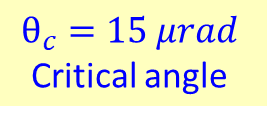 θc = 15 μrad
Critical angle